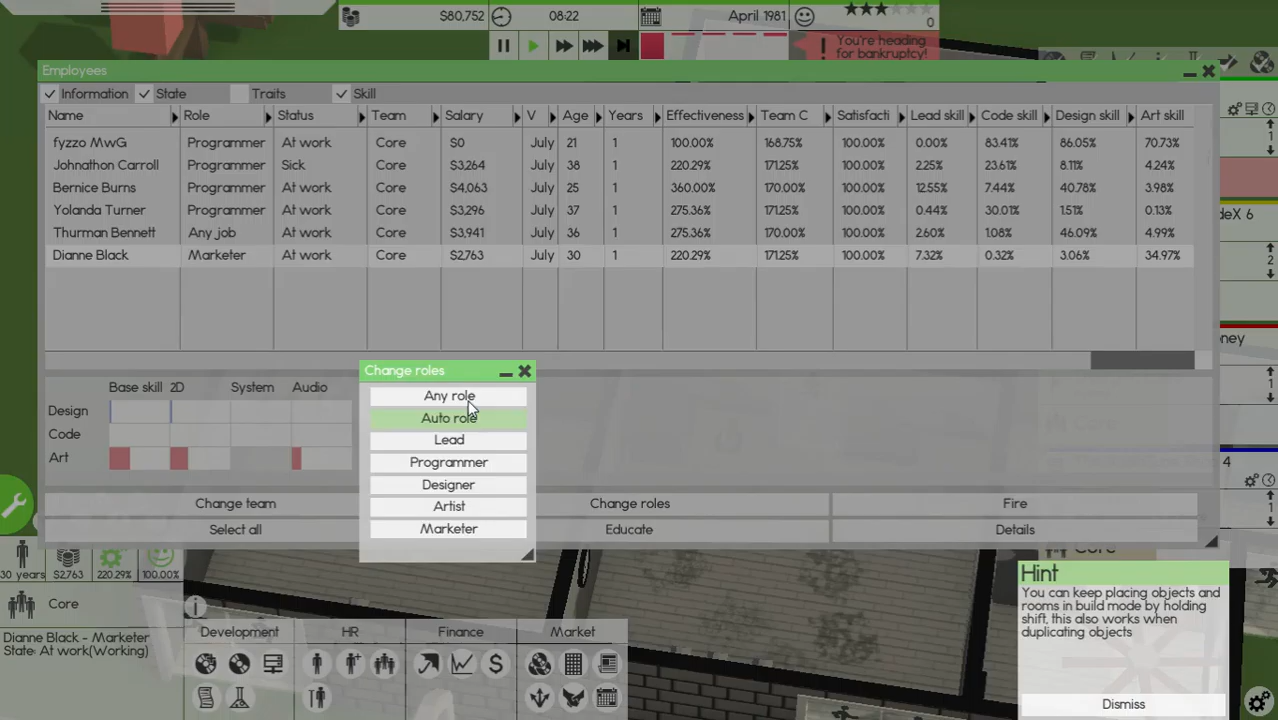 $80,752
08:22
April 1981
0
You're heading
for bankruptcy!
Employees
Information State Traits Skill
Name Role Status Team Salary V Age Years Effectiveness Team C Satisfacti Lead skill Code skill Design skill Art skill
fyzzo MwG Programmer At work Core $0 July 21 1 100.00% 168.75% 100.00% 0.00% 83.41% 86.05% 70.73%
Johnathon Carroll Programmer Sick Core $3,264 July 38 1 220.29% 171.25% 100.00% 2.25% 23.61% 8.11% 4.24%
Bernice Burns Programmer At work Core $4,063 July 25 1 360.00% 170.00% 100.00% 12.55% 7.44% 40.78% 3.98%
Yolanda Turner Programmer At work Core $3,296 July 37 1 275.36% 171.25% 100.00% 0.44% 30.01% 1.51% 0.13%
Thurman Bennett Any job At work Core $3,941 July 36 1 275.36% 170.00% 100.00% 2.60% 1.08% 46.09% 4.99%
Dianne Black Marketer At work Core $2,763 July 30 1 220.29% 171.25% 100.00% 7.32% 0.32% 3.06% 34.97%
1
deX 6
2
ney
1
4
1
Base skill 2D System Audio
Design
Code
Art
Change roles
Any role
Auto role
Lead
Programmer
Designer
Artist
Marketer
Change team Change roles Fire
Select all Educate Details
Core
30 years $2,763 220.29% 100.00%
Core
Dianne Black - Marketer
State: At work(Working)
Development HR Finance Market
Hint
You can keep placing objects and
rooms in build mode by holding
shift, this also works when
duplicating objects
Dismiss